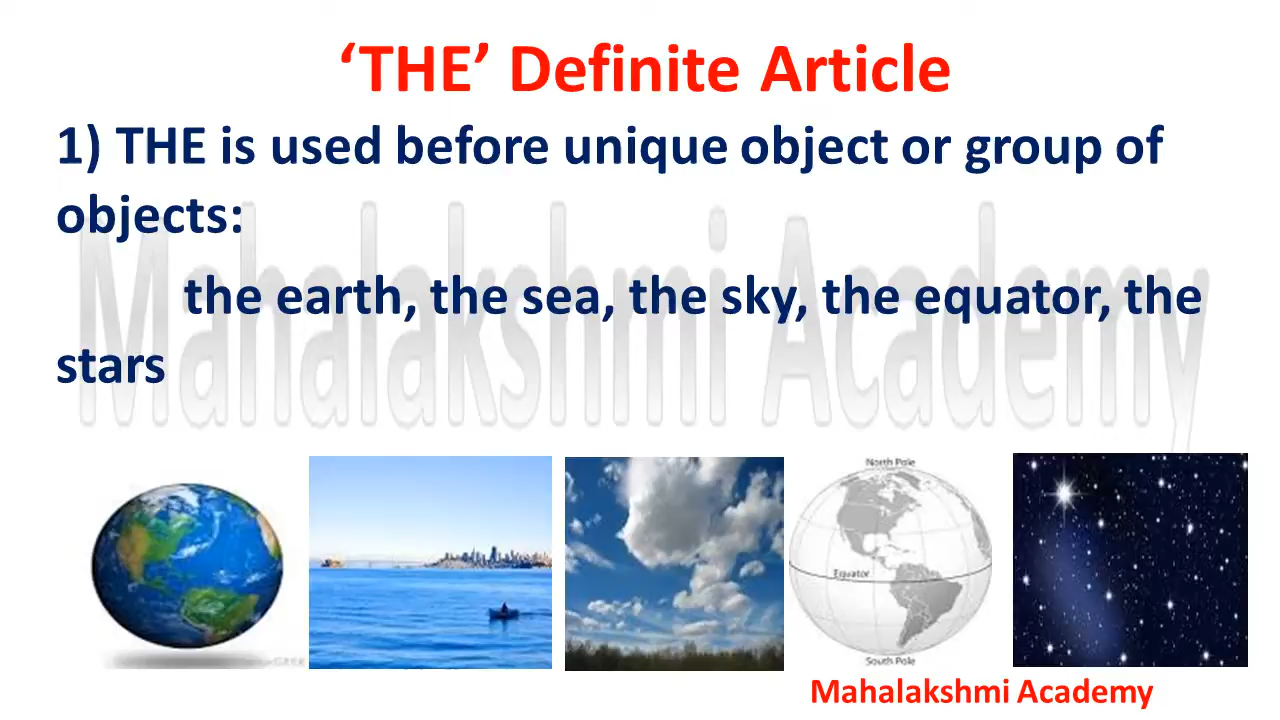 ‘THE’ Definite Article
1) THE is used before unique object or group of
objects:
the earth, the sea, the sky, the equator, the
stars
Mahalakshmi Academy
North Pole
Equator
South Pole
Mahalakshmi Academy